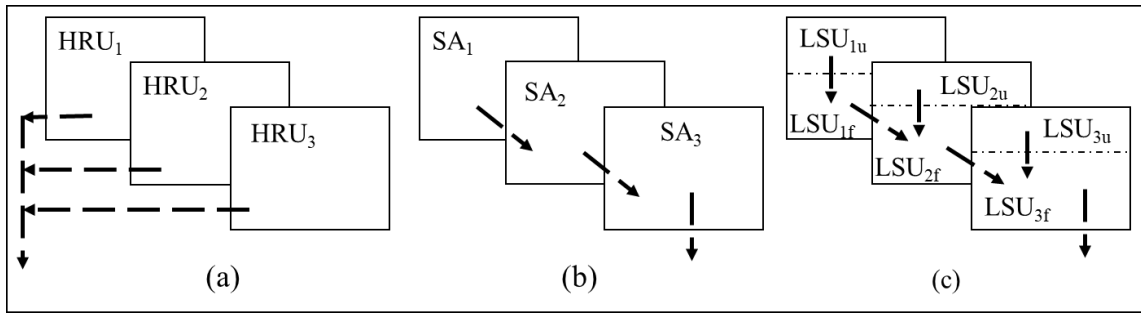 HRU₁
HRU₂
HRU₃
(a)
SA₁
SA₂
SA₃
(b)
LSU₁ᵤ
LSU₂ᵤ
LSU₁f
LSU₃ᵤ
LSU₂f
LSU₃f
(c)